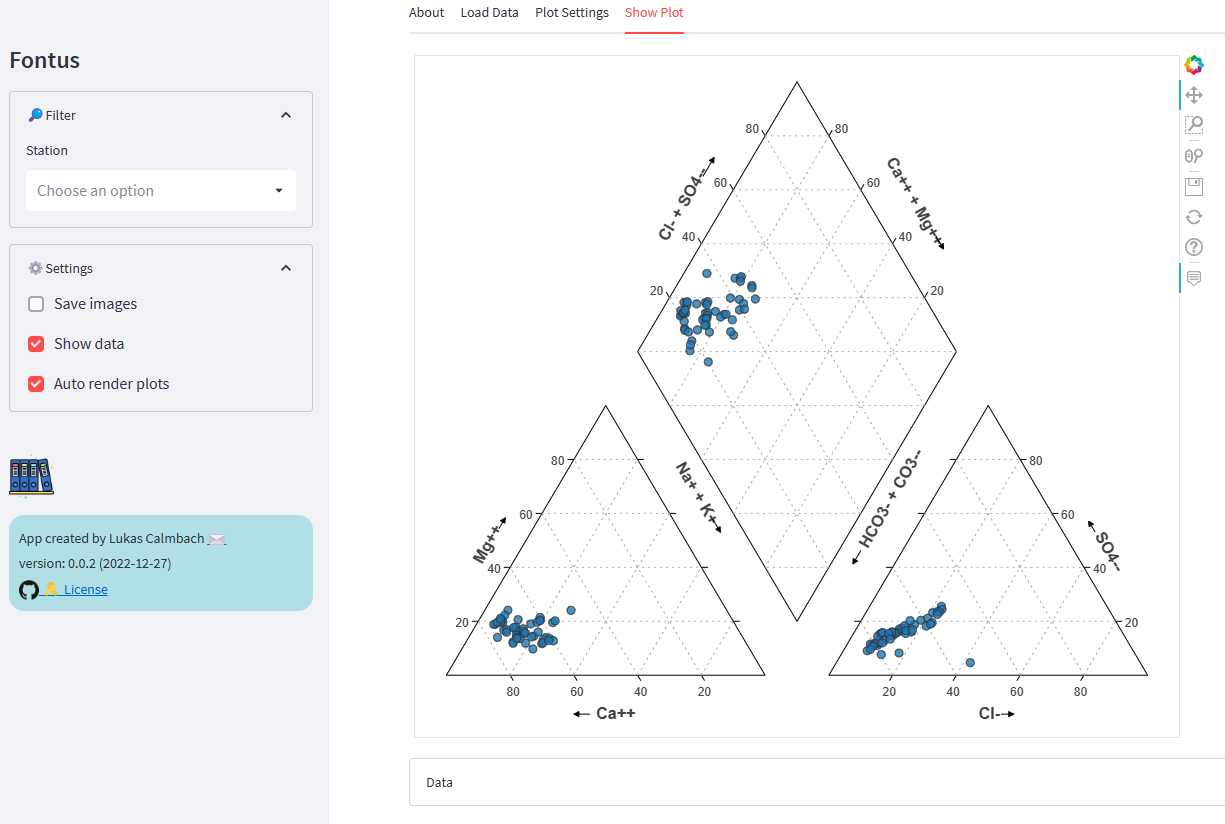 About Load Data Plot Settings Show Plot
Fontus
Filter
Station
Choose an option
Settings
Save images
Show data
Auto render plots
App created by Lukas Calmbach
version: 0.0.2 (2022-12-27)
License
80 80
60 60
40 40
20 20
Cl- + SO4--
Ca++ + Mg++
Na+ + K+
HCO3- + CO3--
80
60
40
20
Mg++
80 60 40 20
Ca++
80
60
40
20
SO4--
20 40 60 80
Cl-
Data